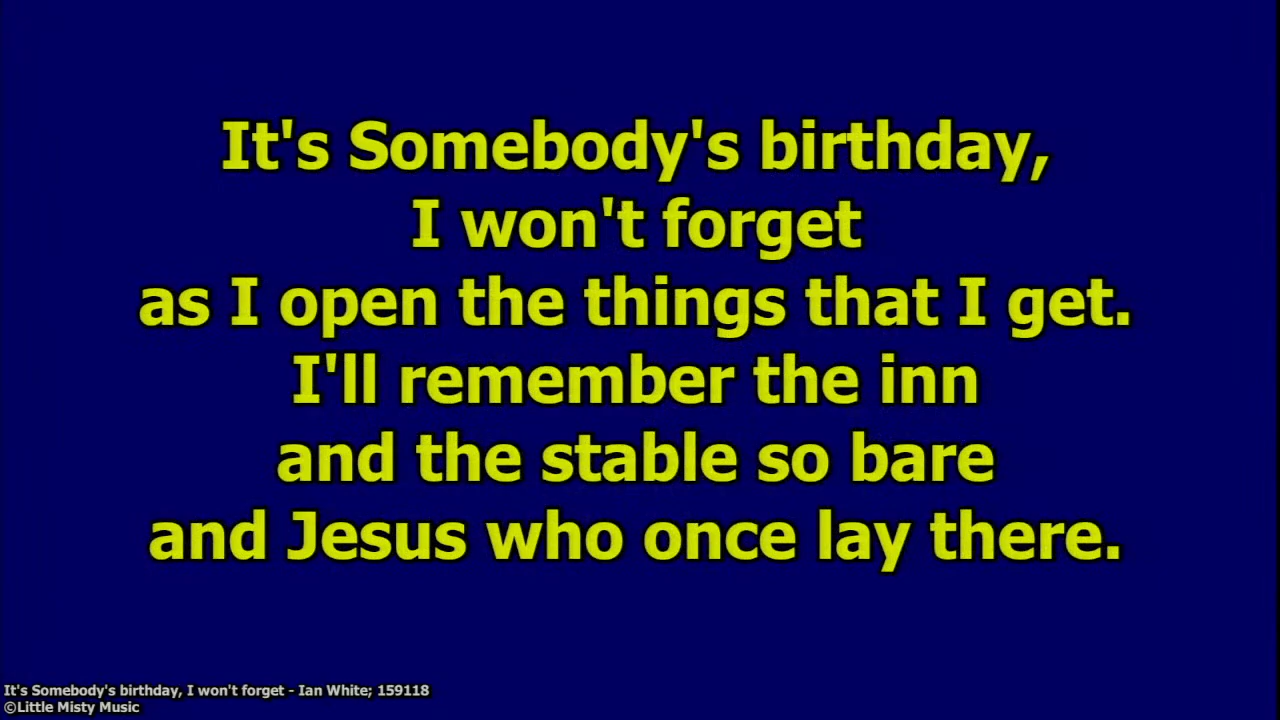 It's Somebody's birthday,
I won't forget
as I open the things that I get.
I'll remember the inn
and the stable so bare
and Jesus who once lay there.
It's Somebody's birthday, I won't forget - Ian White; 159118
©Little Misty Music